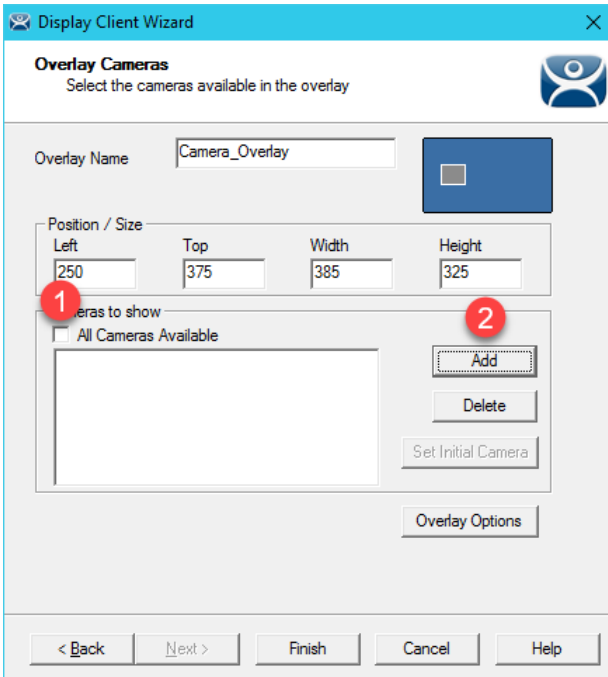 Display Client Wizard
Overlay Cameras
Select the cameras available in the overlay
Overlay Name
Camera_Overlay
Position / Size
Left Top Width Height
250 375 385 325
1
eras to show
2
All Cameras Available
Add
Delete
Set Initial Camera
Overlay Options
< Back Next > Finish Cancel Help